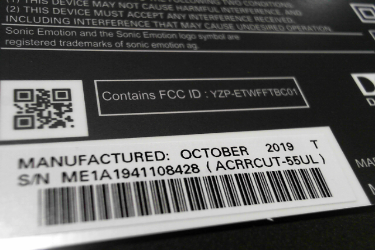 (1) THIS DEVICE MAY NOT CAUSE HARMFUL INTERFERENCE, AND
(2) THIS DEVICE MUST ACCEPT ANY INTERFERENCE RECEIVED,
INCLUDING INTERFERENCE THAT MAY CAUSE UNDESIRED OPERATION.
Sonic Emotion and the Sonic Emotion logo symbol are
registered trademarks of sonic emotion ag.
Contains FCC ID : YZP-ETWFFTBC01
MANUFACTURED: OCTOBER 2019 T
S/N ME1A1941108428 (ACRRCUT-55UL)